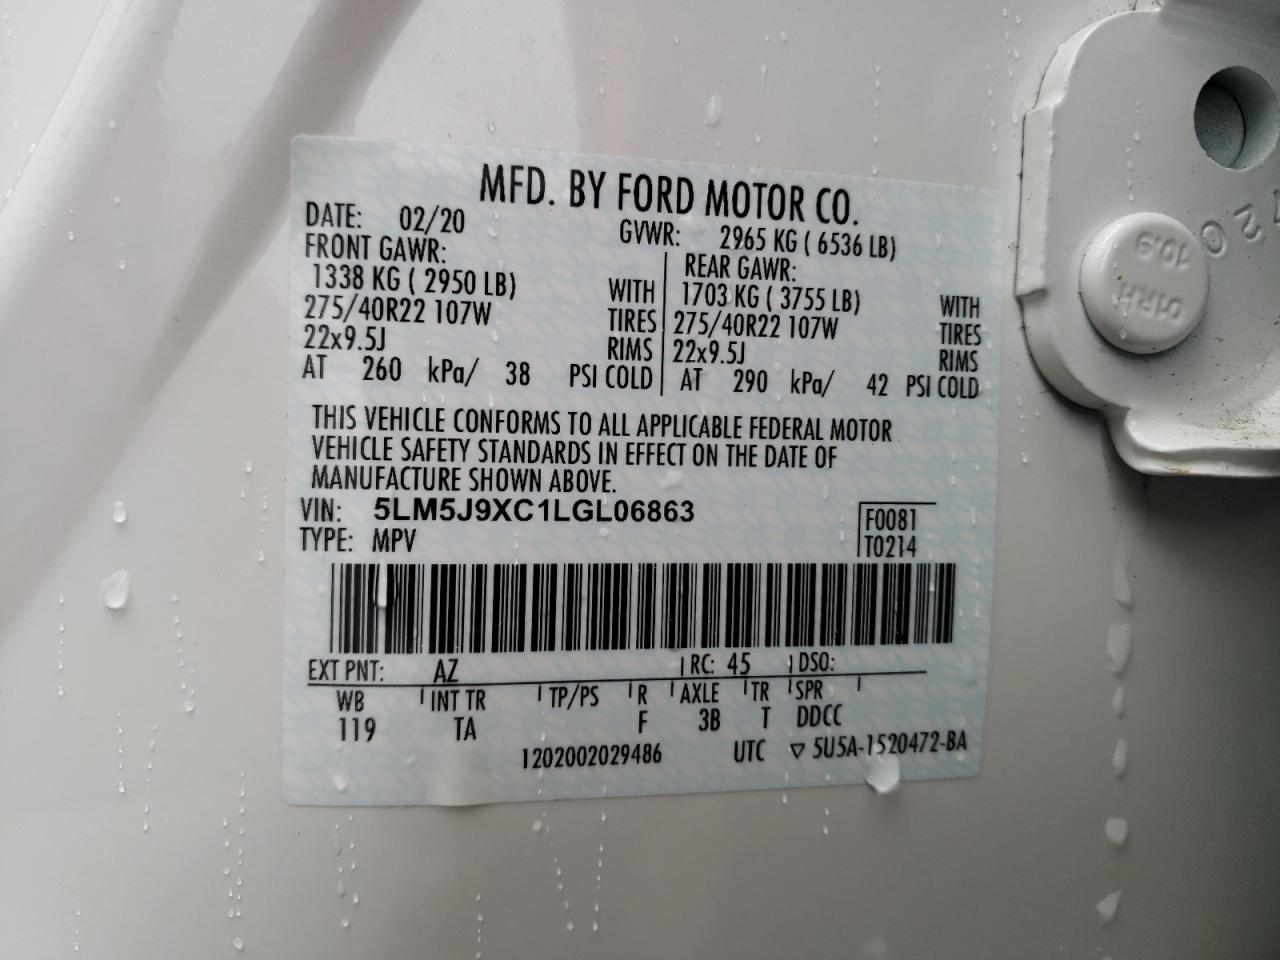 MFD. BY FORD MOTOR CO.
DATE: 02/20 GVWR: 2965 KG ( 6536 LB)
FRONT GAWR: REAR GAWR:
1338 KG ( 2950 LB) WITH 1703 KG ( 3755 LB) WITH
275/40R22 107W TIRES 275/40R22 107W TIRES
22x9.5J RIMS 22x9.5J RIMS
AT 260 kPa/ 38 PSI COLD AT 290 kPa/ 42 PSI COLD
THIS VEHICLE CONFORMS TO ALL APPLICABLE FEDERAL MOTOR
VEHICLE SAFETY STANDARDS IN EFFECT ON THE DATE OF
MANUFACTURE SHOWN ABOVE.
VIN: 5LM5J9XC1LGL06863 F0081
TYPE: MPV T0214
EXT PNT: AZ RC: 45 DSO:
WB INT TR TP/PS R AXLE TR SPR
119 TA F 3B T DDCC
1202002029486 UTC ▽ 5U5A-1520472-BA
10.9